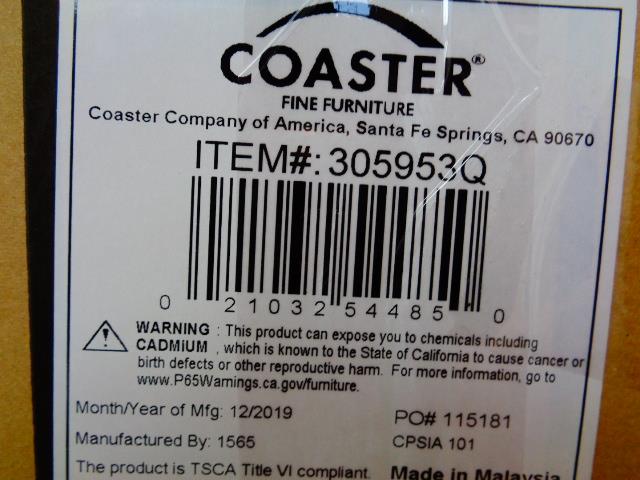 COASTER®
FINE FURNITURE
Coaster Company of America, Santa Fe Springs, CA 90670
ITEM#: 305953Q
0 21032 54485 0
WARNING : This product can expose you to chemicals including
CADMIUM , which is known to the State of California to cause cancer or
birth defects or other reproductive harm. For more information, go to
www.P65Warnings.ca.gov/furniture.
Month/Year of Mfg: 12/2019 PO# 115181
Manufactured By: 1565 CPSIA 101
The product is TSCA Title VI compliant. Made in Malaysia